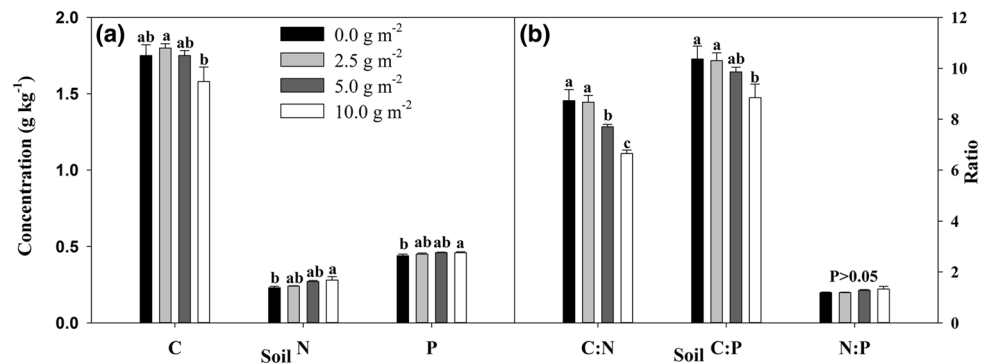 2.0
1.5
1.0
0.5
0.0
Concentration (g kg⁻¹)
(a)
0.0 g m⁻²
2.5 g m⁻²
5.0 g m⁻²
10.0 g m⁻²
ab a ab b
b ab ab a
b ab ab a
C N P
Soil
(b)
a a b c
a a ab b
P>0.05
C:N C:P N:P
Soil
12
10
8
6
4
2
0
Ratio